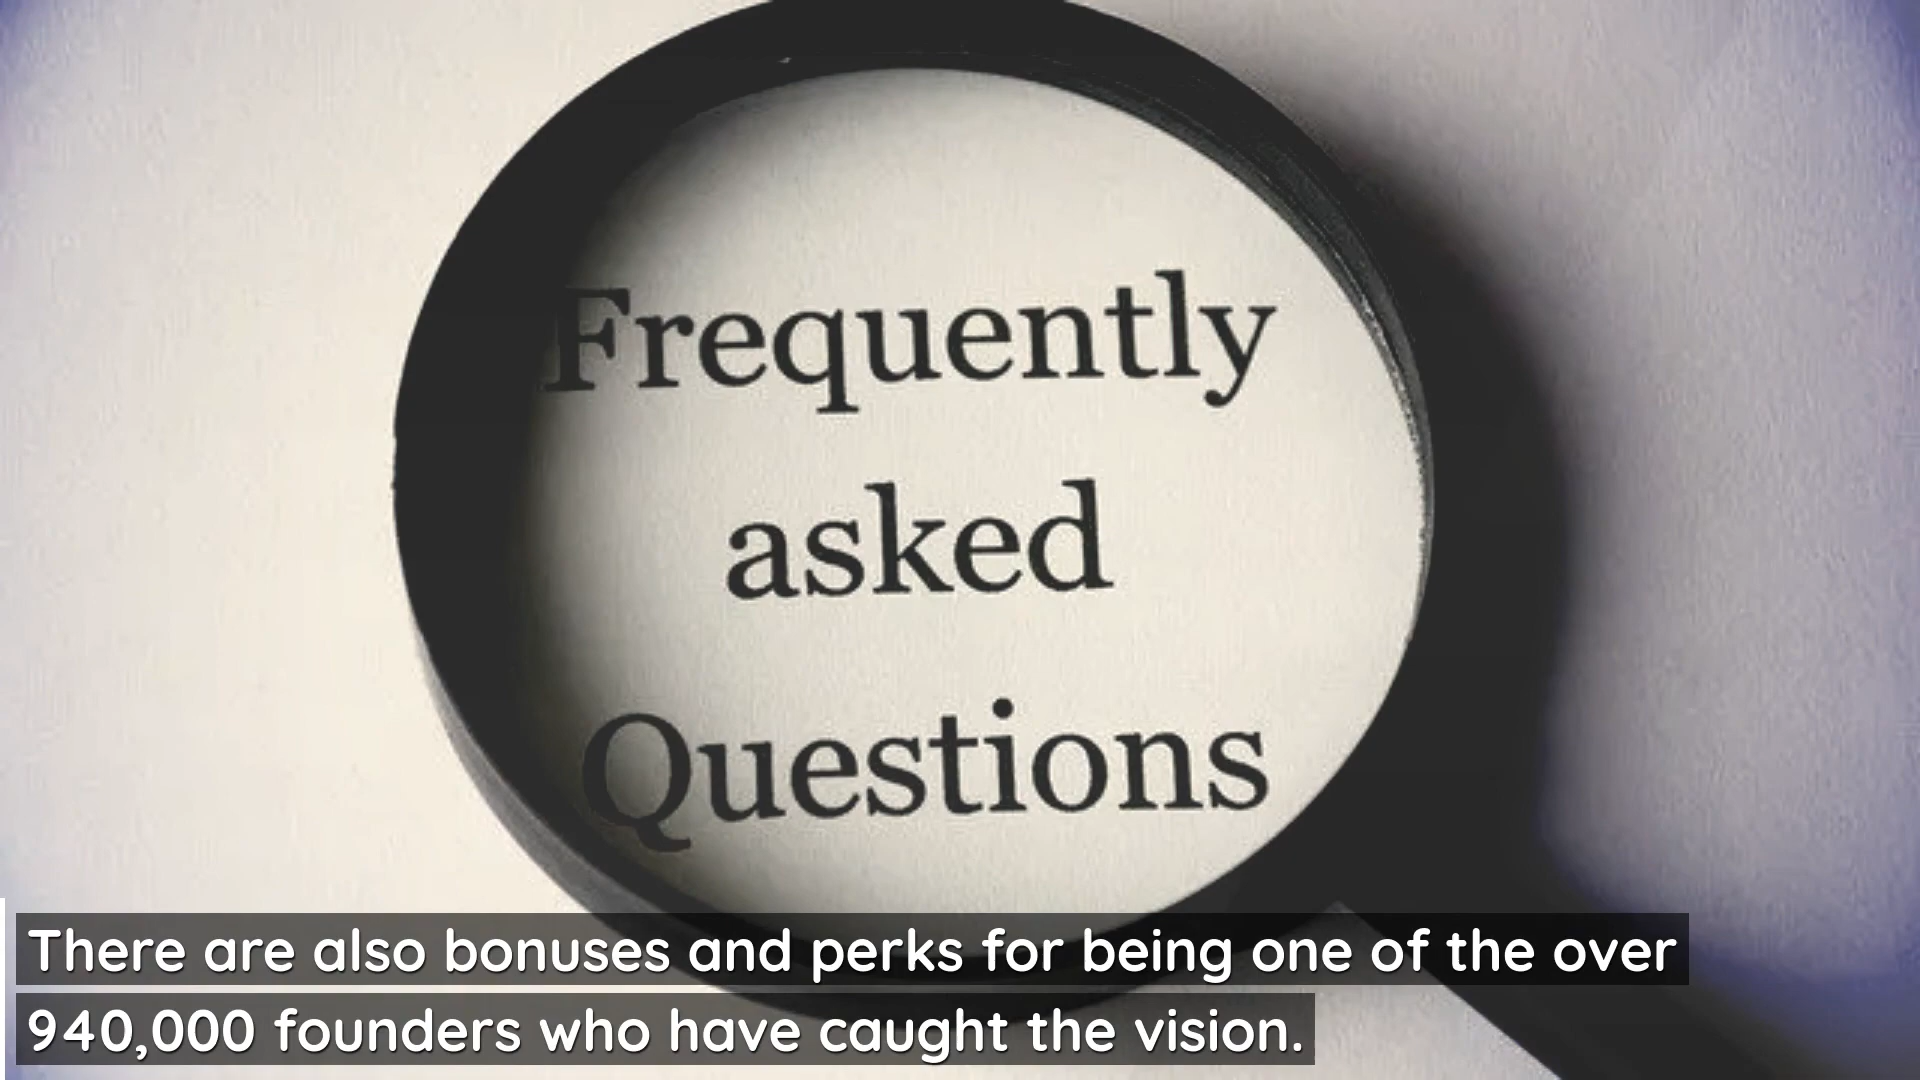 Frequently
asked
Questions
There are also bonuses and perks for being one of the over
940,000 founders who have caught the vision.